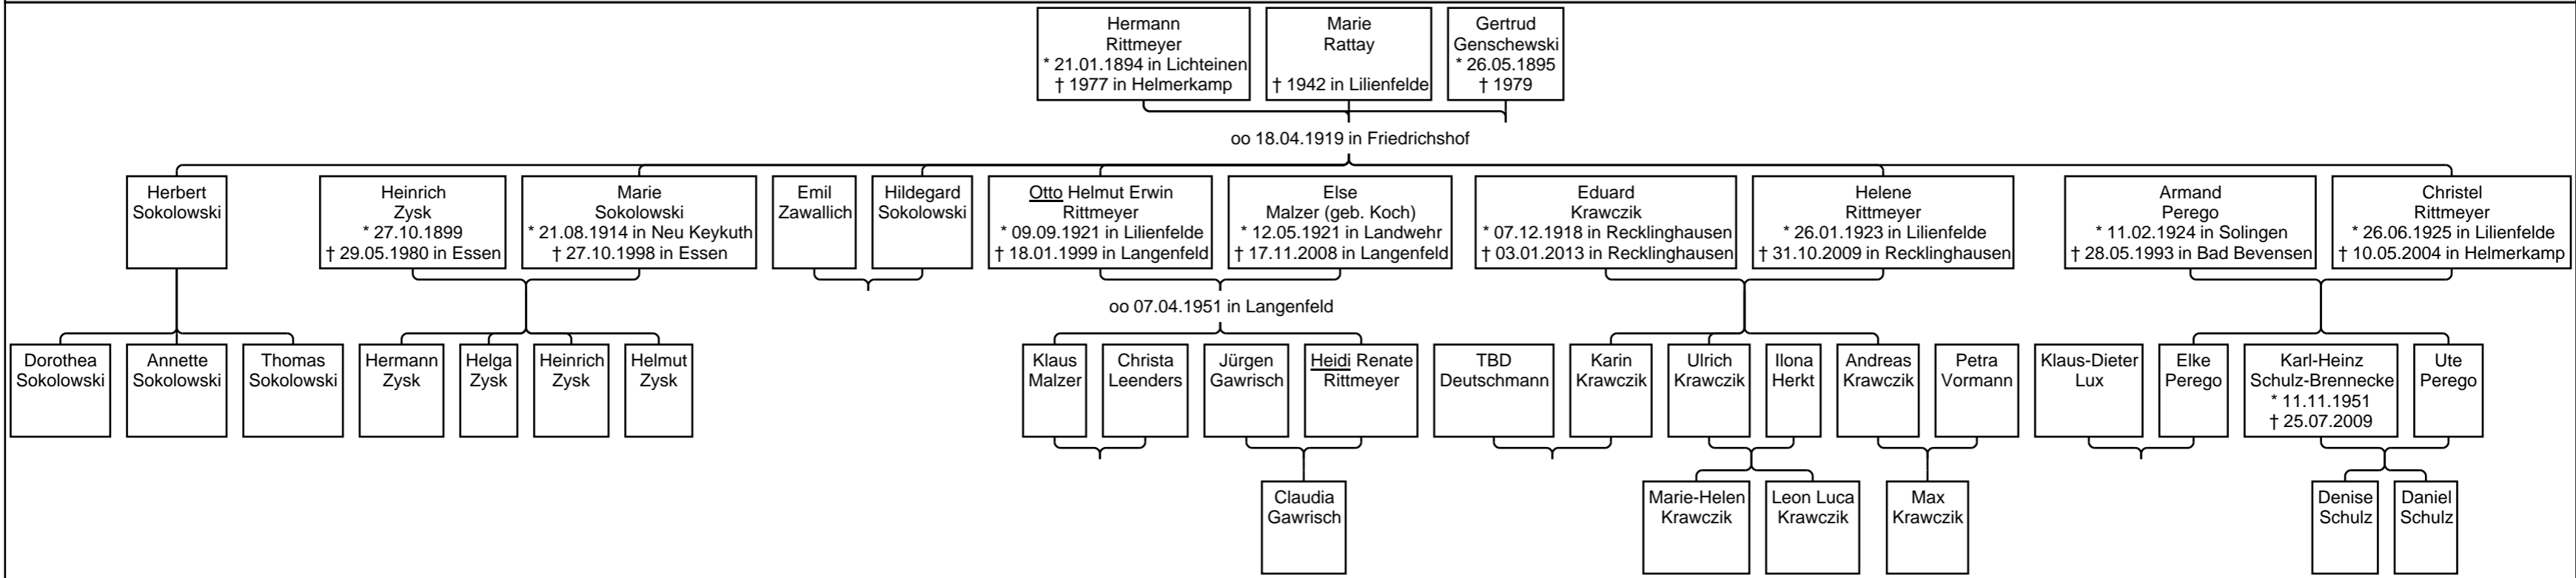 Hermann
Rittmeyer
* 21.01.1894 in Lichteinen
† 1977 in Helmerkamp
Marie
Rattay
† 1942 in Lilienfelde
Gertrud
Genschewski
* 26.05.1895
† 1979
oo 18.04.1919 in Friedrichshof
Herbert
Sokolowski
Heinrich
Zysk
* 27.10.1899
† 29.05.1980 in Essen
Marie
Sokolowski
* 21.08.1914 in Neu Keykuth
† 27.10.1998 in Essen
Emil
Zawallich
Hildegard
Sokolowski
Otto Helmut Erwin
Rittmeyer
* 09.09.1921 in Lilienfelde
† 18.01.1999 in Langenfeld
Else
Malzer (geb. Koch)
* 12.05.1921 in Landwehr
† 17.11.2008 in Langenfeld
Eduard
Krawczik
* 07.12.1918 in Recklinghausen
† 03.01.2013 in Recklinghausen
Helene
Rittmeyer
* 26.01.1923 in Lilienfelde
† 31.10.2009 in Recklinghausen
Armand
Perego
* 11.02.1924 in Solingen
† 28.05.1993 in Bad Bevensen
Christel
Rittmeyer
* 26.06.1925 in Lilienfelde
† 10.05.2004 in Helmerkamp
oo 07.04.1951 in Langenfeld
Dorothea
Sokolowski
Annette
Sokolowski
Thomas
Sokolowski
Hermann
Zysk
Helga
Zysk
Heinrich
Zysk
Helmut
Zysk
Klaus
Malzer
Christa
Leenders
Jürgen
Gawrisch
Heidi Renate
Rittmeyer
TBD
Deutschmann
Karin
Krawczik
Ulrich
Krawczik
Ilona
Herkt
Andreas
Krawczik
Petra
Vormann
Klaus-Dieter
Lux
Elke
Perego
Karl-Heinz
Schulz-Brennecke
* 11.11.1951
† 25.07.2009
Ute
Perego
Claudia
Gawrisch
Marie-Helen
Krawczik
Leon Luca
Krawczik
Max
Krawczik
Denise
Schulz
Daniel
Schulz